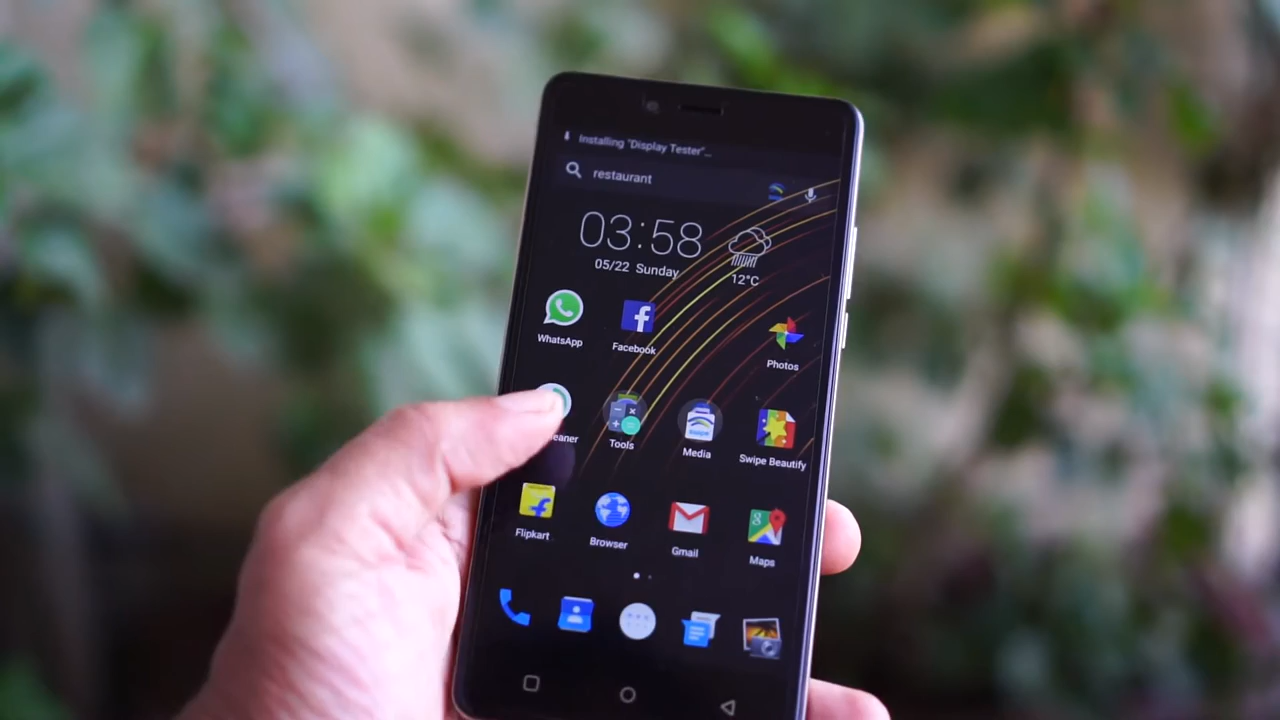 Installing "Display Tester"...
restaurant
03:58
05/22 Sunday
12°C
WhatsApp
Facebook
Photos
eaner
Tools
Media
Swipe Beautify
Flipkart
Browser
Gmail
Maps